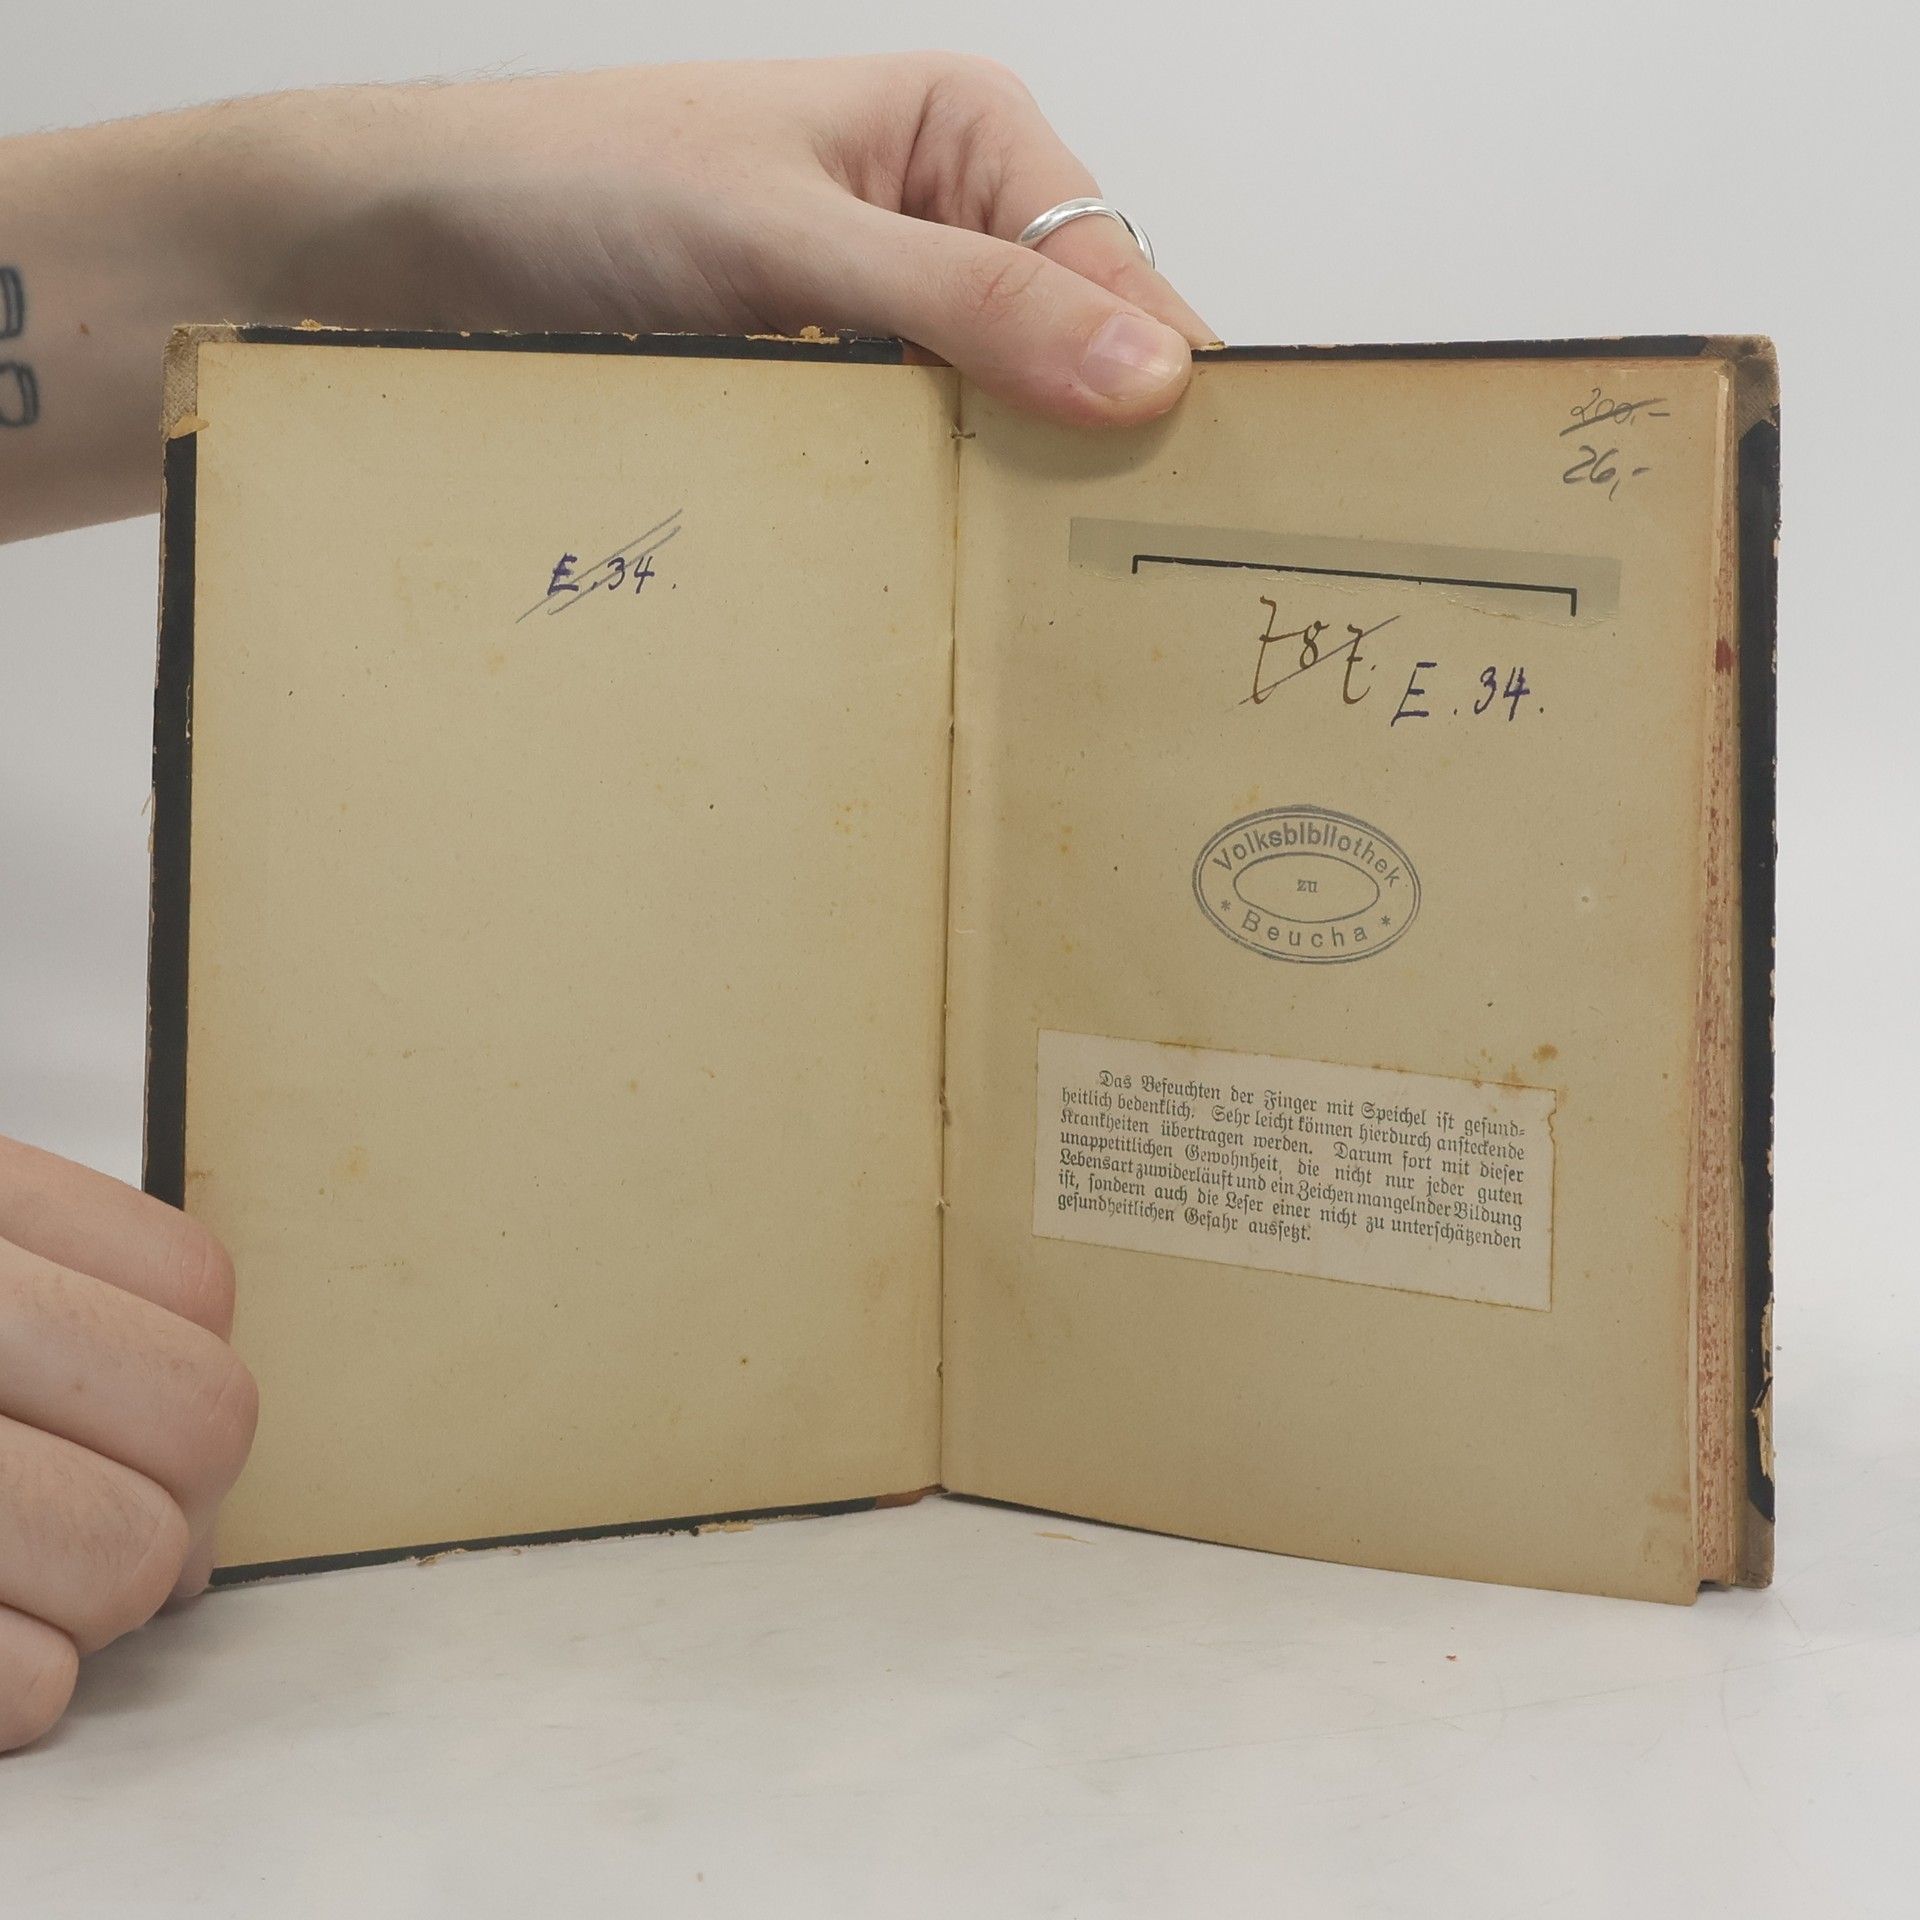 E. 34.
200,-
26,-
787. E. 34.
Volksbibliothek
zu
* Beucha *
Das Befeuchten der Finger mit Speichel ist gesund-
heitlich bedenklich. Sehr leicht können hierdurch ansteckende
Krankheiten übertragen werden. Darum fort mit dieser
unappetitlichen Gewohnheit, die nicht nur jeder guten
Lebensart zuwiderläuft und ein Zeichen mangelnder Bildung
ist, sondern auch die Leser einer nicht zu unterschätzenden
gesundheitlichen Gefahr aussetzt.